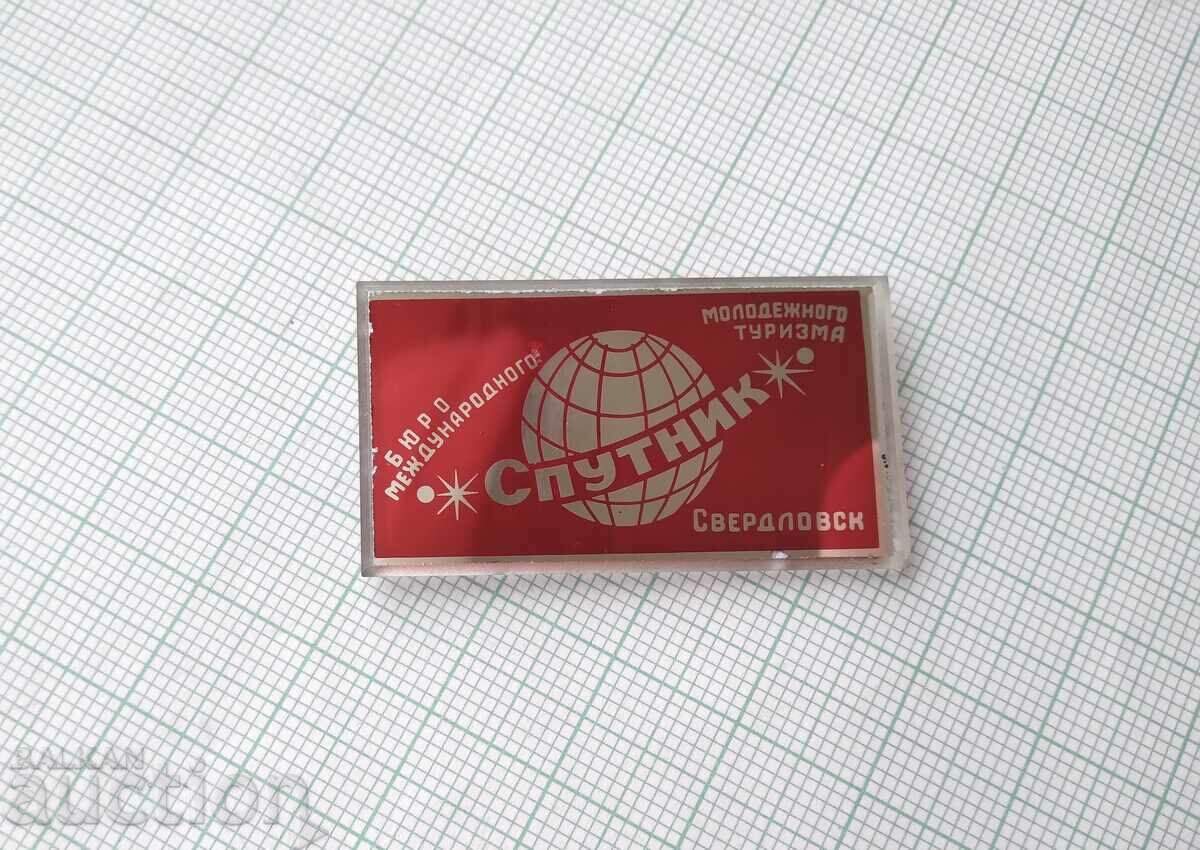 БЮРО
МЕЖДУНАРОДНОГО
МОЛОДЕЖНОГО
ТУРИЗМА
Спутник
Свердловск
BALKAN
auction